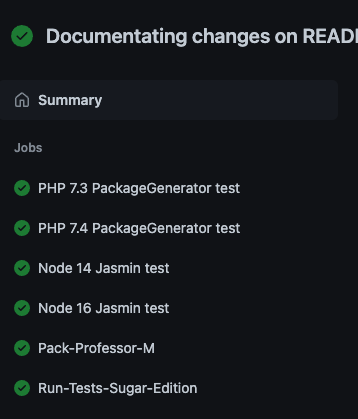 Documentating changes on READ
Summary
Jobs
PHP 7.3 PackageGenerator test
PHP 7.4 PackageGenerator test
Node 14 Jasmin test
Node 16 Jasmin test
Pack-Professor-M
Run-Tests-Sugar-Edition